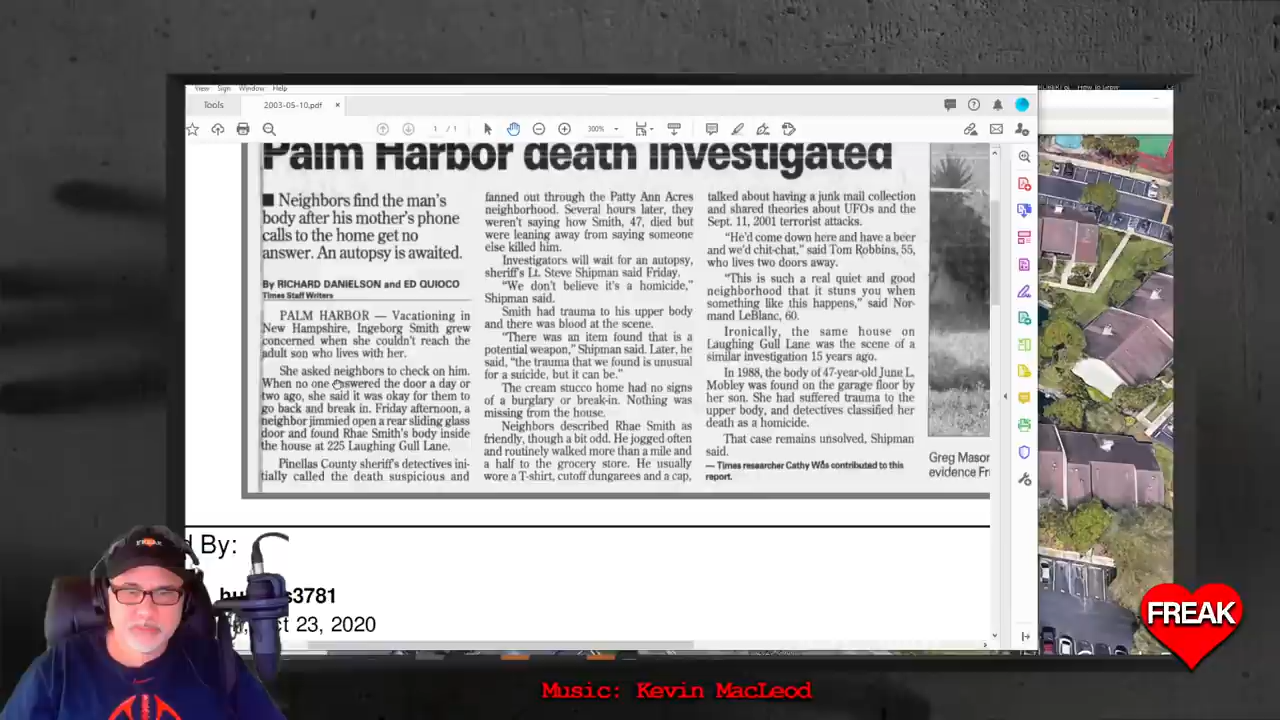 View Sign Window Help
Tools 2003-05-10.pdf ×
1 / 1 300%
Palm Harbor death investigated
■ Neighbors find the man's
body after his mother's phone
calls to the home get no
answer. An autopsy is awaited.
By RICHARD DANIELSON and ED QUIOCO
Times Staff Writers
PALM HARBOR — Vacationing in
New Hampshire, Ingeborg Smith grew
concerned when she couldn't reach the
adult son who lives with her.
She asked neighbors to check on him.
When no one answered the door a day or
two ago, she said it was okay for them to
go back and break in. Friday afternoon, a
neighbor jimmied open a rear sliding glass
door and found Rhae Smith's body inside
the house at 225 Laughing Gull Lane.
Pinellas County sheriff's detectives ini-
tially called the death suspicious and
fanned out through the Patty Ann Acres
neighborhood. Several hours later, they
weren't saying how Smith, 47, died but
were leaning away from saying someone
else killed him.
Investigators will wait for an autopsy,
sheriff's Lt. Steve Shipman said Friday.
"We don't believe it's a homicide,"
Shipman said.
Smith had trauma to his upper body
and there was blood at the scene.
"There was an item found that is a
potential weapon," Shipman said. Later, he
said, "the trauma that we found is unusual
for a suicide, but it can be."
The cream stucco home had no signs
of a burglary or break-in. Nothing was
missing from the house.
Neighbors described Rhae Smith as
friendly, though a bit odd. He jogged often
and routinely walked more than a mile and
a half to the grocery store. He usually
wore a T-shirt, cutoff dungarees and a cap,
talked about having a junk mail collection
and shared theories about UFOs and the
Sept. 11, 2001 terrorist attacks.
"He'd come down here and have a beer
and we'd chit-chat," said Tom Robbins, 55,
who lives two doors away.
"This is such a real quiet and good
neighborhood that it stuns you when
something like this happens," said Nor-
mand LeBlanc, 60.
Ironically, the same house on
Laughing Gull Lane was the scene of a
similar investigation 15 years ago.
In 1988, the body of 47-year-old June L.
Mobley was found on the garage floor by
her son. She had suffered trauma to the
upper body, and detectives classified her
death as a homicide.
That case remains unsolved, Shipman
said.
— Times researcher Cathy Wos contributed to this
report.
Greg Mason
evidence Fr
d By:
s3781
23, 2020
FREAK
FREAK
Music: Kevin MacLeod